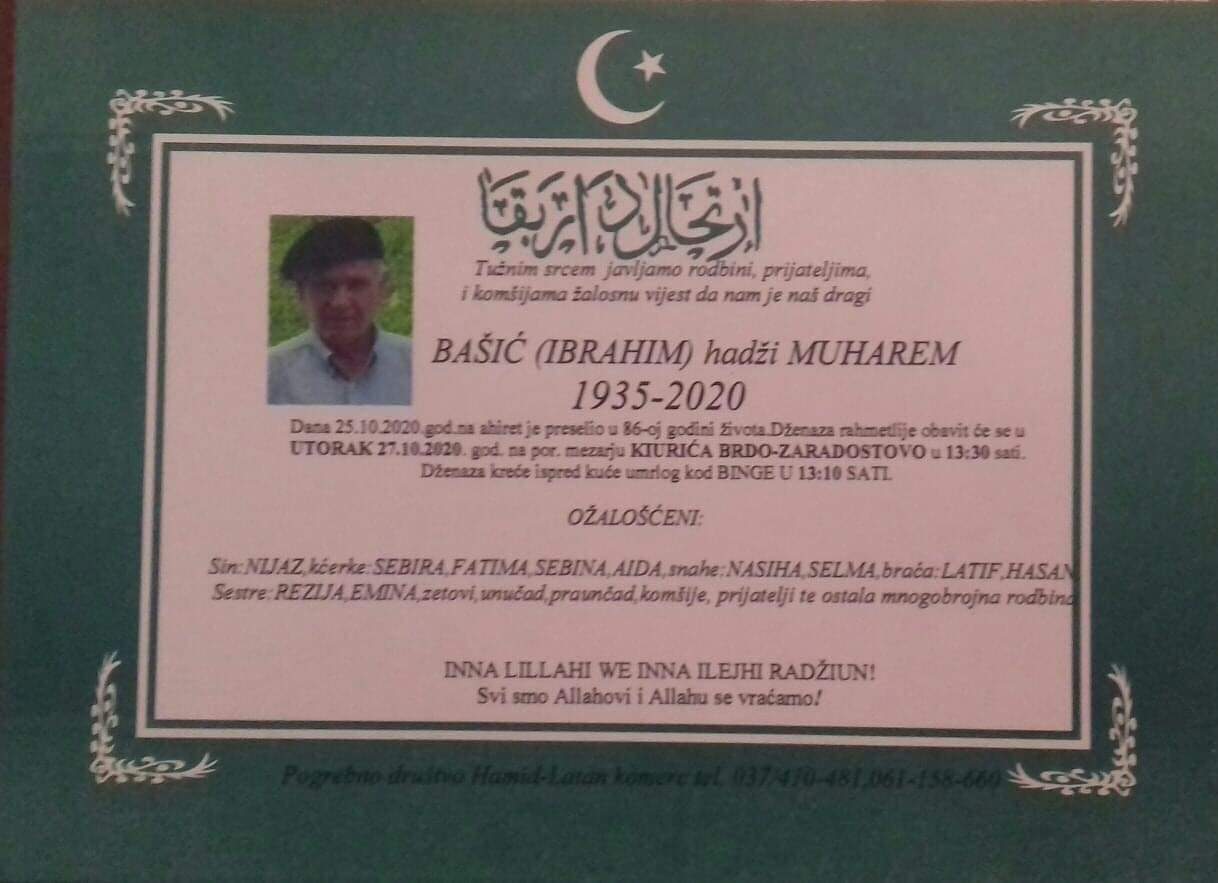 إرتحال دار بقا
Tužnim srcem javljamo rodbini, prijateljima,
i komšijama žalosnu vijest da nam je naš dragi
BAŠIĆ (IBRAHIM) hadži MUHAREM
1935-2020
Dana 25.10.2020.god.na ahiret je preselio u 86-oj godini života.Dženaza rahmetlije obavit će se u
UTORAK 27.10.2020. god. na por. mezarju KIURIĆA BRDO-ZARADOSTOVO u 13:30 sati.
Dženaza kreće ispred kuće umrlog kod BINGE U 13:10 SATI.
OŽALOŠĆENI:
Sin:NIJAZ,kćerke:SEBIRA,FATIMA,SEBINA,AIDA,snahe:NASIHA,SELMA,braća:LATIF,HASAN,
Sestre:REZIJA,EMINA,zetovi,unučad,praunčad,komšije, prijatelji te ostala mnogobrojna rodbina
INNA LILLAHI WE INNA ILEJHI RADŽIUN!
Svi smo Allahovi i Allahu se vraćamo!
Pogrebno društvo Hamid-Latan komerc tel. 037/410-481,061-158-660